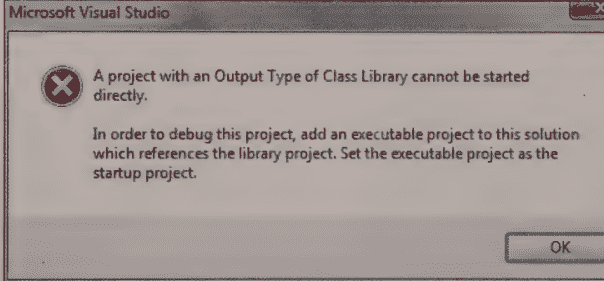 Microsoft Visual Studio
A project with an Output Type of Class Library cannot be started
directly.
In order to debug this project, add an executable project to this solution
which references the library project. Set the executable project as the
startup project.
OK